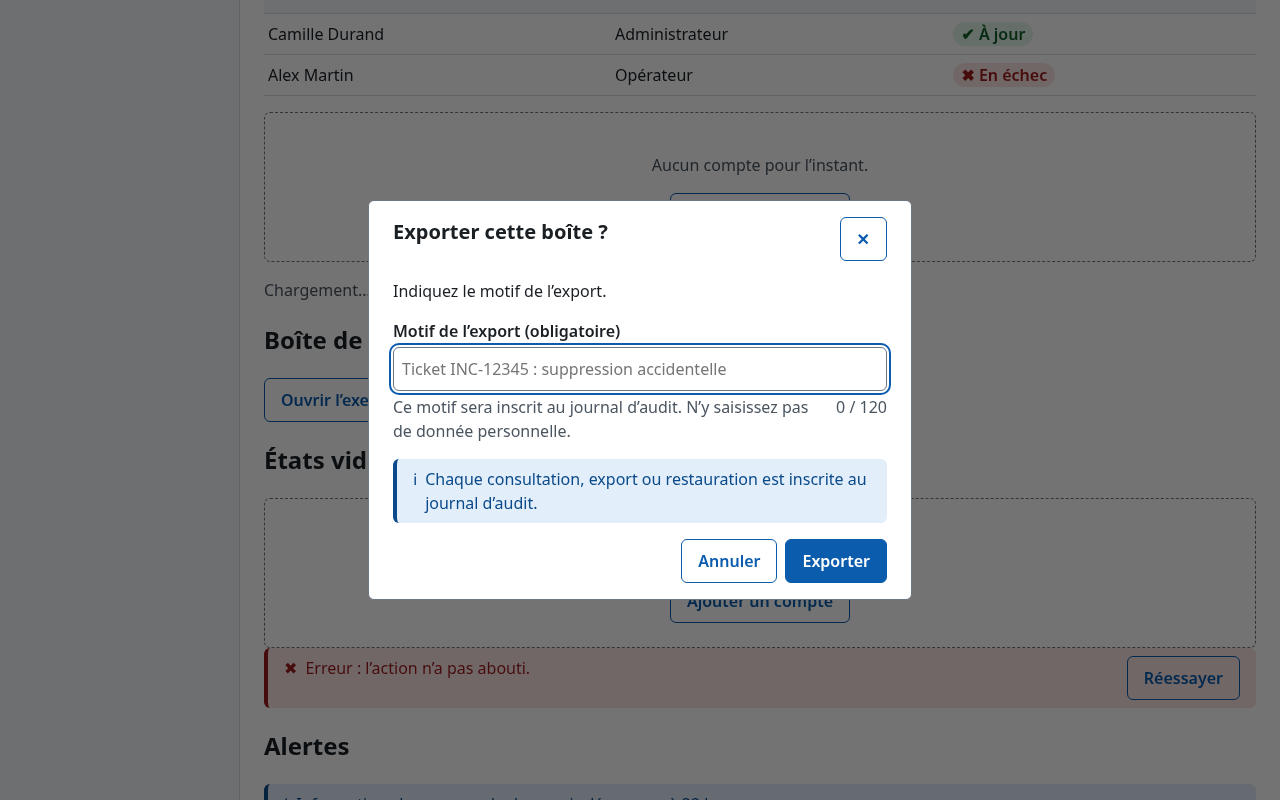 Camille Durand
Administrateur
✔ À jour
Alex Martin
Opérateur
✖ En échec
Aucun compte pour l’instant.
Chargement…
Exporter cette boîte ?
×
Indiquez le motif de l’export.
Motif de l’export (obligatoire)
Ticket INC-12345 : suppression accidentelle
Ce motif sera inscrit au journal d’audit. N’y saisissez pas
de donnée personnelle.
0 / 120
i Chaque consultation, export ou restauration est inscrite au
journal d’audit.
Annuler
Exporter
Boîte de
Ouvrir l’exe
États vid
Ajouter un compte
✖ Erreur : l’action n’a pas abouti.
Réessayer
Alertes